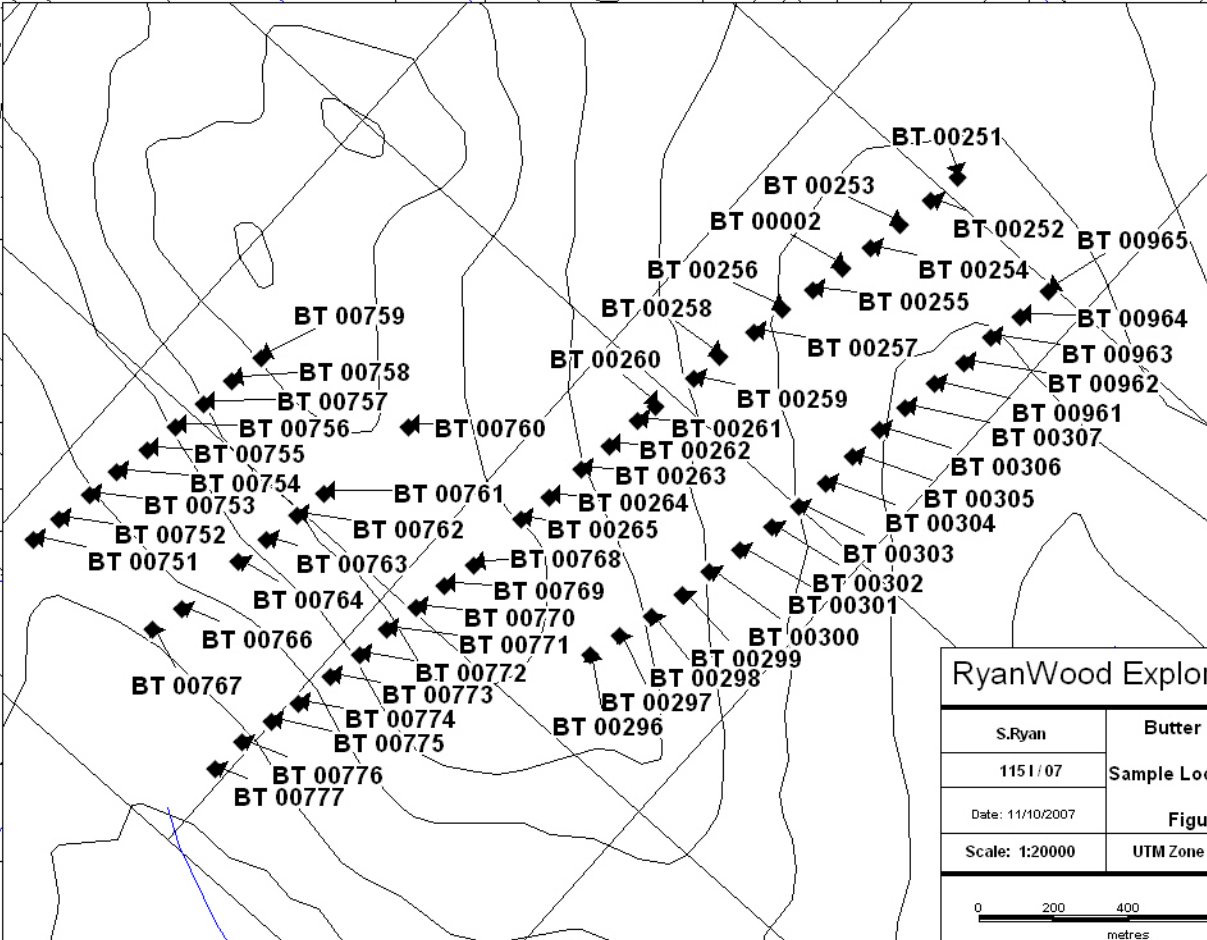 BT 00251
BT 00253
BT 00002
BT 00252
BT 00965
BT 00256
BT 00254
BT 00255
BT 00258
BT 00759
BT 00964
BT 00257
BT 00963
BT 00260
BT 00758
BT 00962
BT 00757
BT 00259
BT 00961
BT 00756
BT 00760
BT 00261
BT 00307
BT 00755
BT 00262
BT 00306
BT 00263
BT 00754
BT 00761
BT 00305
BT 00753
BT 00264
BT 00304
BT 00762
BT 00265
BT 00752
BT 00303
BT 00751
BT 00763
BT 00768
BT 00302
BT 00769
BT 00764
BT 00301
BT 00770
BT 00766
BT 00300
BT 00771
BT 00299
BT 00772
BT 00298
BT 00767
BT 00773
BT 00297
BT 00774
BT 00296
BT 00775
BT 00776
BT 00777
RyanWood Explor
S.Ryan
Butter
115 I / 07
Sample Loc
Date: 11/10/2007
Figu
Scale: 1:20000
UTM Zone
0 200 400
metres